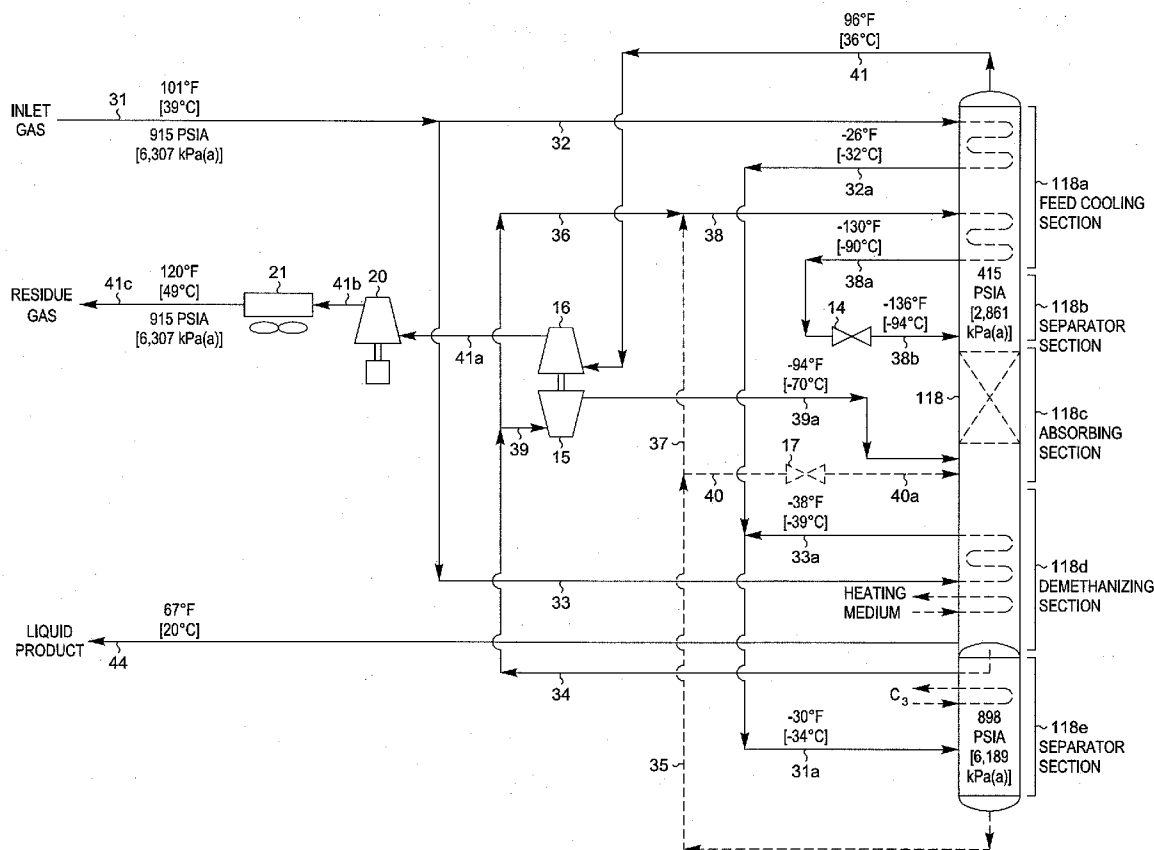 96°F
[36°C]
41
101°F
[39°C]
31
INLET
GAS
915 PSIA
[6,307 kPa(a)]
32
-26°F
[-32°C]
32a
118a
FEED COOLING
SECTION
36
38
-130°F
[-90°C]
38a
120°F
[49°C]
41c
RESIDUE
GAS
915 PSIA
[6,307 kPa(a)]
21
41b
20
415
PSIA
[2,861
kPa(a)]
118b
SEPARATOR
SECTION
14
-136°F
[-94°C]
38b
16
41a
-94°F
[-70°C]
39a
118
118c
ABSORBING
SECTION
39
15
37
17
40
40a
-38°F
[-39°C]
33a
33
118d
DEMETHANIZING
SECTION
HEATING
MEDIUM
67°F
[20°C]
LIQUID
PRODUCT
44
34
C3
898
PSIA
[6,189
kPa(a)]
118e
SEPARATOR
SECTION
-30°F
[-34°C]
31a
35